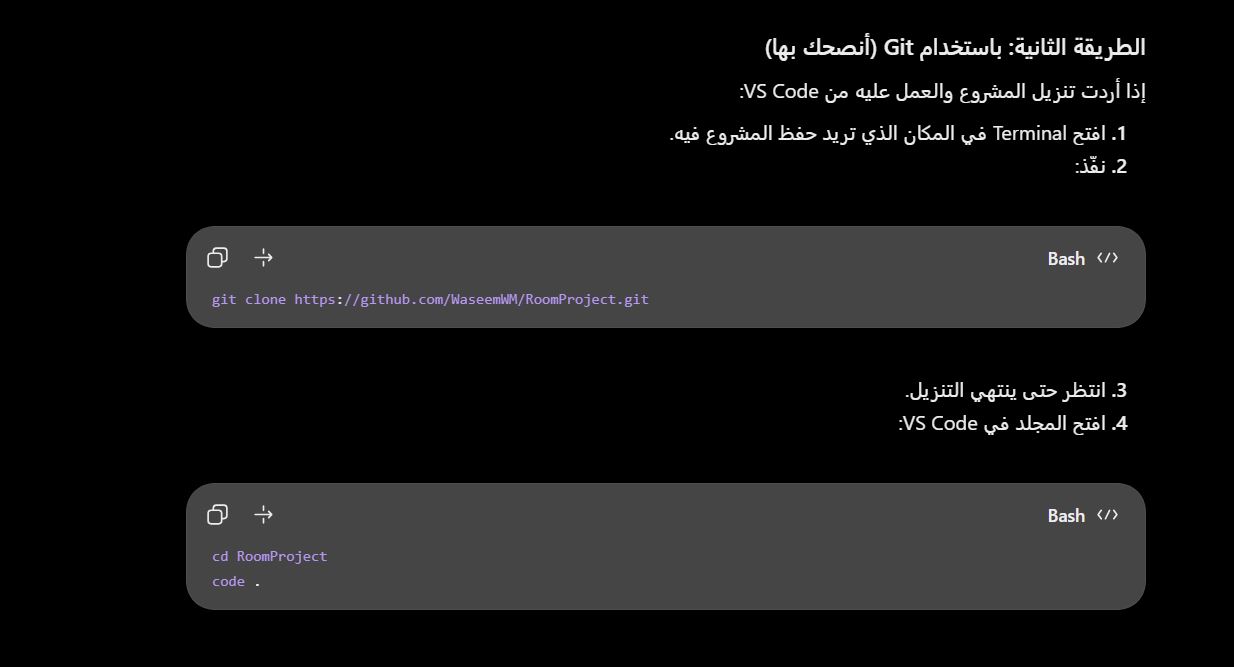 الطريقة الثانية: باستخدام Git (أنصحك بها)
إذا أردت تنزيل المشروع والعمل عليه من VS Code:
1. افتح Terminal في المكان الذي تريد حفظ المشروع فيه.
2. نفّذ:
Bash
git clone https://github.com/WaseemWM/RoomProject.git
3. انتظر حتى ينتهي التنزيل.
4. افتح المجلد في VS Code:
Bash
cd RoomProject
code .